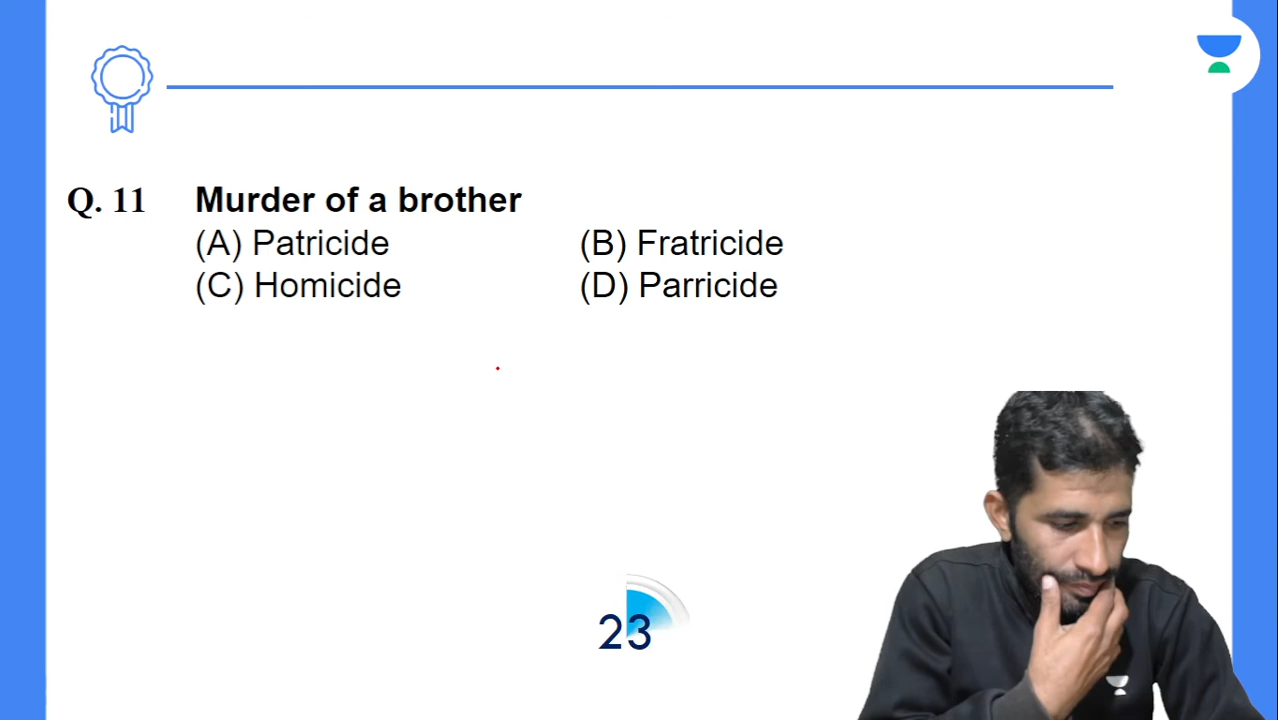 Q. 11 Murder of a brother
(A) Patricide (B) Fratricide
(C) Homicide (D) Parricide
23